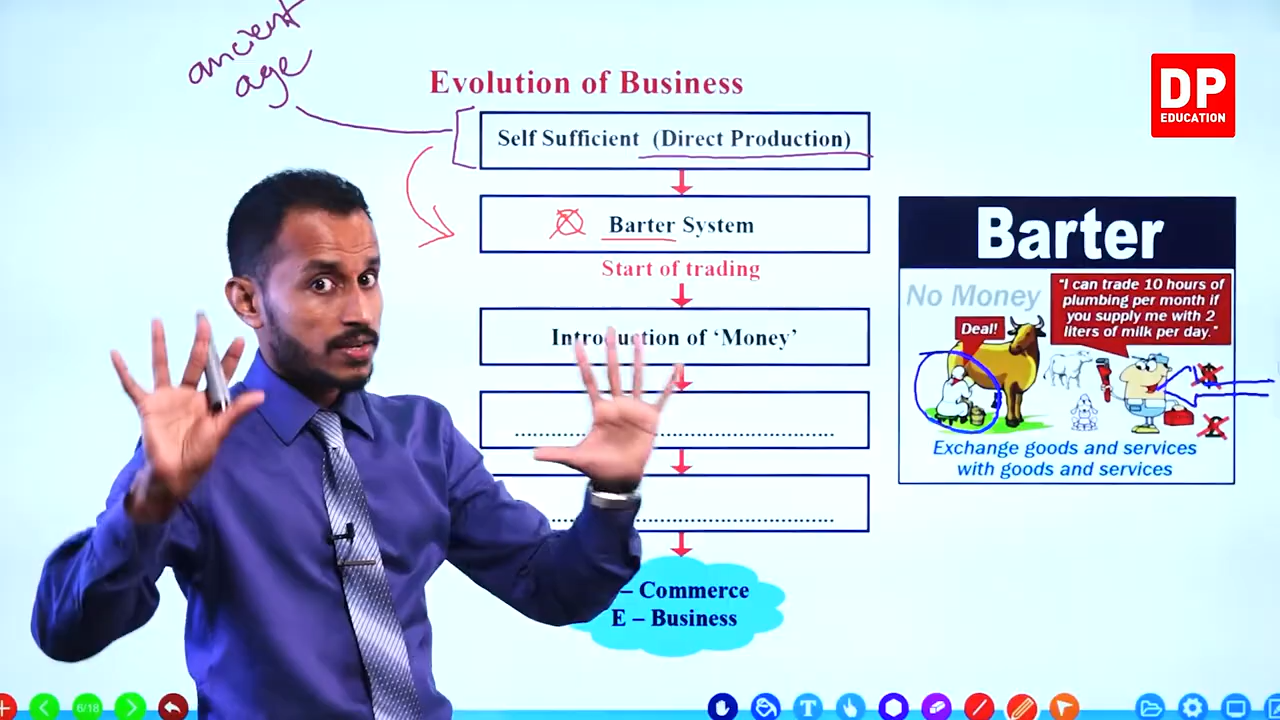 ancient
age
Evolution of Business
DP
EDUCATION
Self Sufficient (Direct Production)
Barter System
Start of trading
Introduction of ‘Money’
.......................................................
.......................................................
– Commerce
E – Business
Barter
No Money
Deal!
"I can trade 10 hours of
plumbing per month if
you supply me with 2
liters of milk per day."
Exchange goods and services
with goods and services
6/18
T